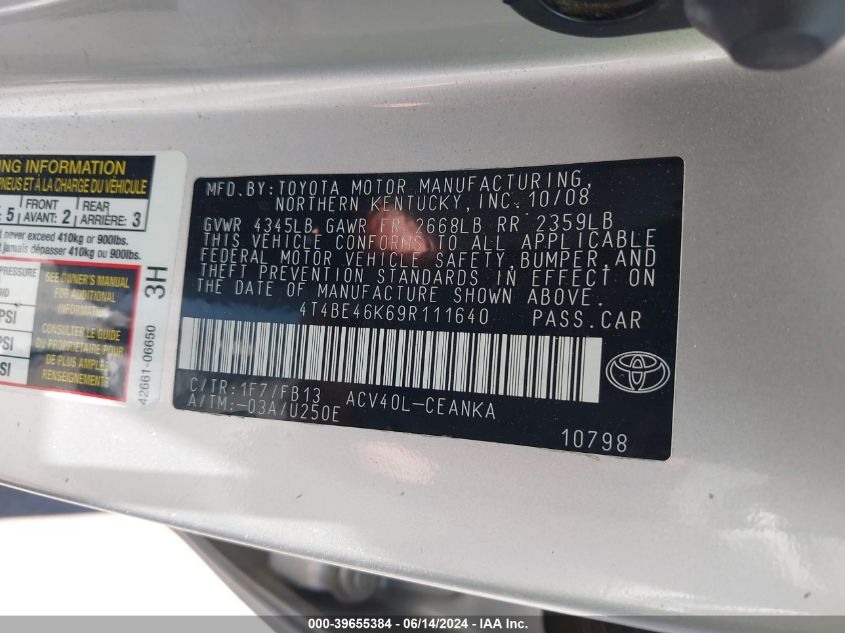 NG INFORMATION
PNEUS ET À LA CHARGE DU VÉHICULE
5 FRONT AVANT: 2 REAR ARRIÈRE: 3
never exceed 410kg or 900lbs.
jamais dépasser 410kg ou 900lbs.
PRESSURE
PSI
PSI
SI
SEE OWNER'S MANUAL
FOR ADDITIONAL
INFORMATION
CONSULTER LE GUIDE
DU PROPRIÉTAIRE POUR
DE PLUS AMPLES
RENSEIGNEMENTS
3H
42661-06650
MFD.BY:TOYOTA MOTOR MANUFACTURING,
NORTHERN KENTUCKY,INC.10/08
GVWR 4345LB GAWR FR 2668LB RR 2359LB
THIS VEHICLE CONFORMS TO ALL APPLICABLE
FEDERAL MOTOR VEHICLE SAFETY,BUMPER,AND
THEFT PREVENTION STANDARDS IN EFFECT ON
THE DATE OF MANUFACTURE SHOWN ABOVE.
4T4BE46K69R111640 PASS.CAR
C/TR:1F7/FB13 ACV40L-CEANKA
A/TM:-03A/U250E
10798
000-39655384 / 06/14/2024 - IAA Inc.